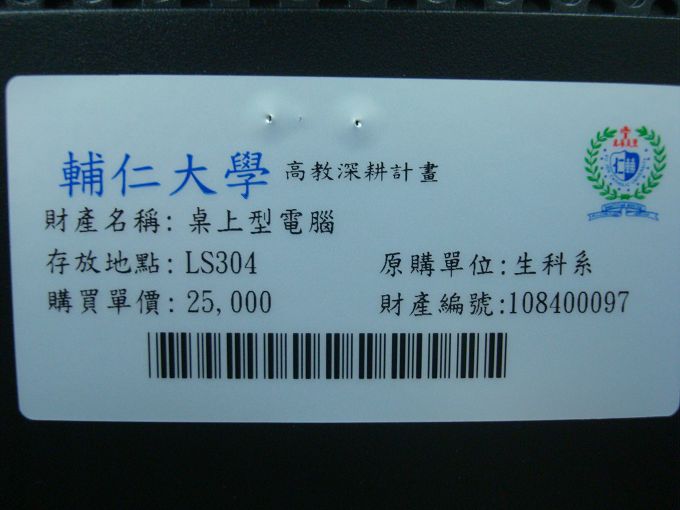 輔仁大學 高教深耕計畫
財產名稱: 桌上型電腦
存放地點: LS304 原購單位: 生科系
購買單價: 25,000 財產編號:108400097